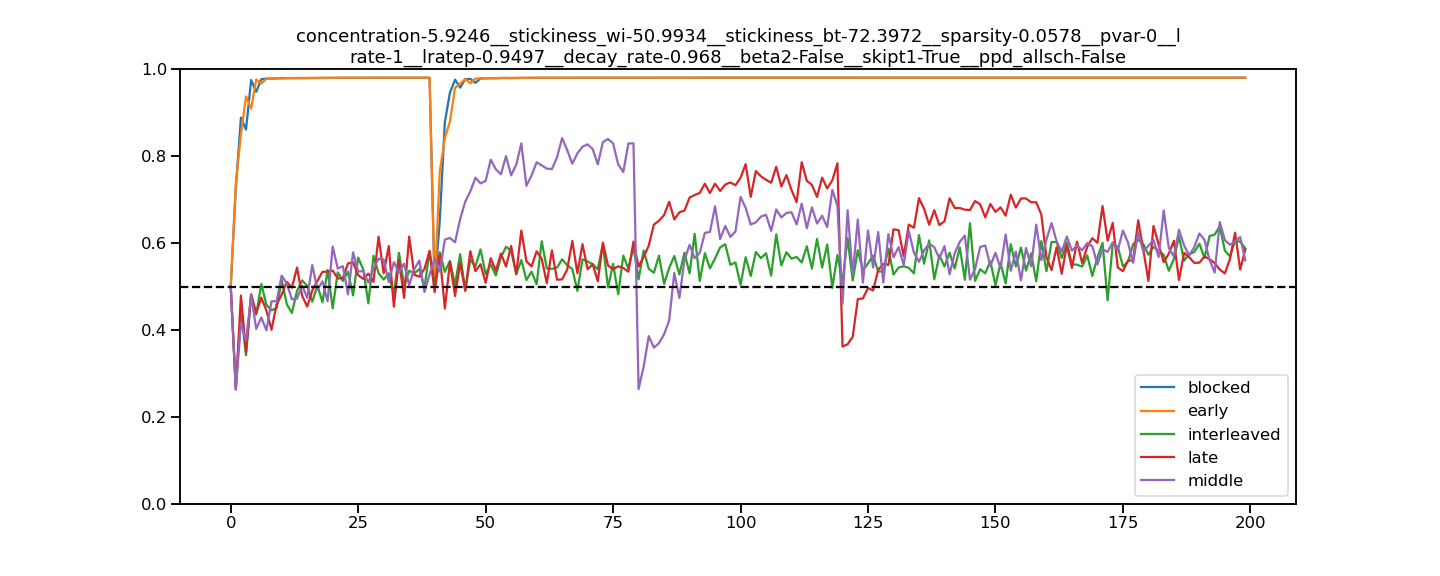 concentration-5.9246__stickiness_wi-50.9934__stickiness_bt-72.3972__sparsity-0.0578__pvar-0__l
rate-1__lratep-0.9497__decay_rate-0.968__beta2-False__skipt1-True__ppd_allsch-False
1.0
0.8
0.6
0.4
0.2
0.0
0 25 50 75 100 125 150 175 200
blocked
early
interleaved
late
middle